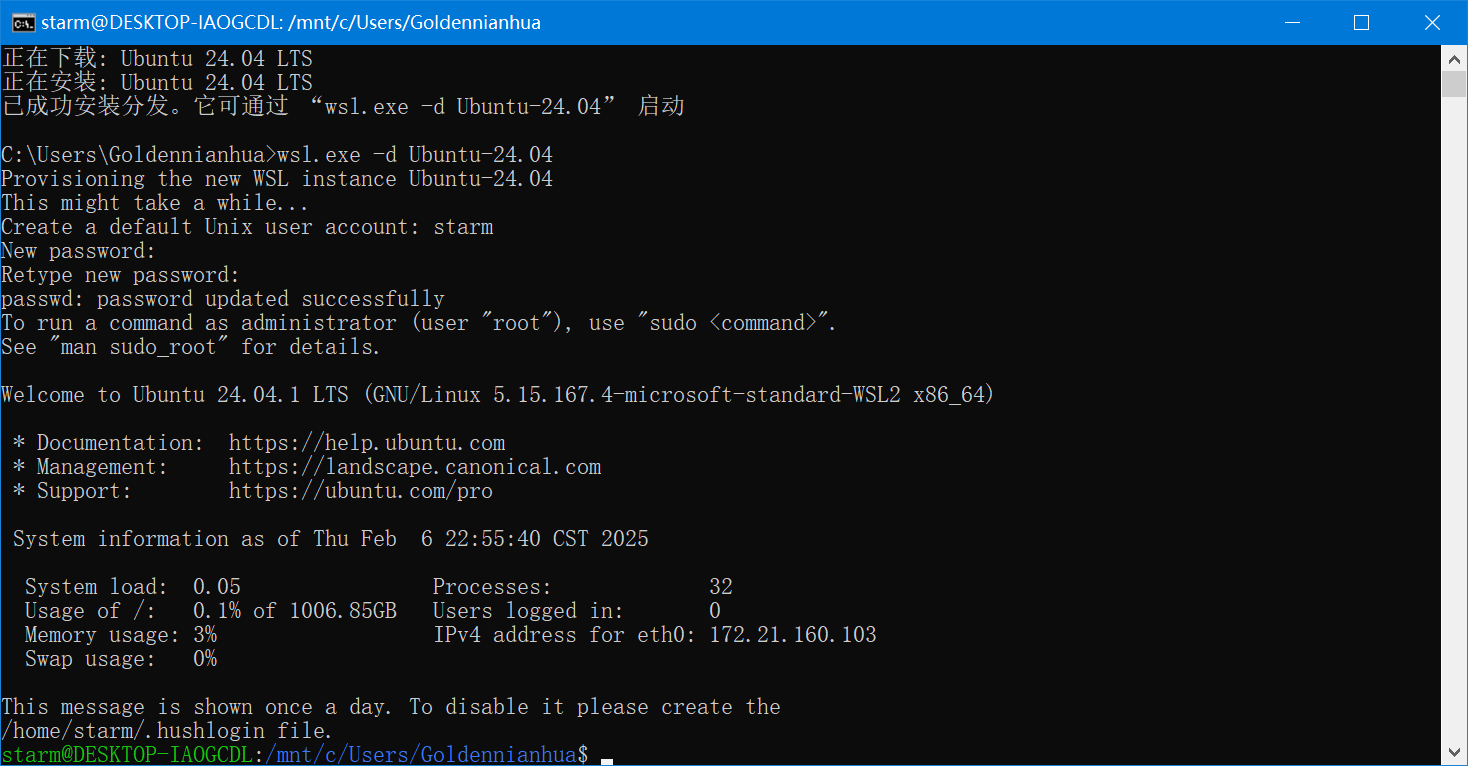 starm@DESKTOP-IAOGCDL: /mnt/c/Users/Goldennianhua
正在下载: Ubuntu 24.04 LTS
正在安装: Ubuntu 24.04 LTS
已成功安装分发。它可通过 “wsl.exe -d Ubuntu-24.04” 启动
C:\Users\Goldennianhua>wsl.exe -d Ubuntu-24.04
Provisioning the new WSL instance Ubuntu-24.04
This might take a while...
Create a default Unix user account: starm
New password:
Retype new password:
passwd: password updated successfully
To run a command as administrator (user "root"), use "sudo <command>".
See "man sudo_root" for details.
Welcome to Ubuntu 24.04.1 LTS (GNU/Linux 5.15.167.4-microsoft-standard-WSL2 x86_64)
* Documentation:  https://help.ubuntu.com
* Management:     https://landscape.canonical.com
* Support:        https://ubuntu.com/pro
System information as of Thu Feb  6 22:55:40 CST 2025
System load:  0.05                Processes:             32
Usage of /:   0.1% of 1006.85GB   Users logged in:       0
Memory usage: 3%                  IPv4 address for eth0: 172.21.160.103
Swap usage:   0%
This message is shown once a day. To disable it please create the
/home/starm/.hushlogin file.
starm@DESKTOP-IAOGCDL:/mnt/c/Users/Goldennianhua$